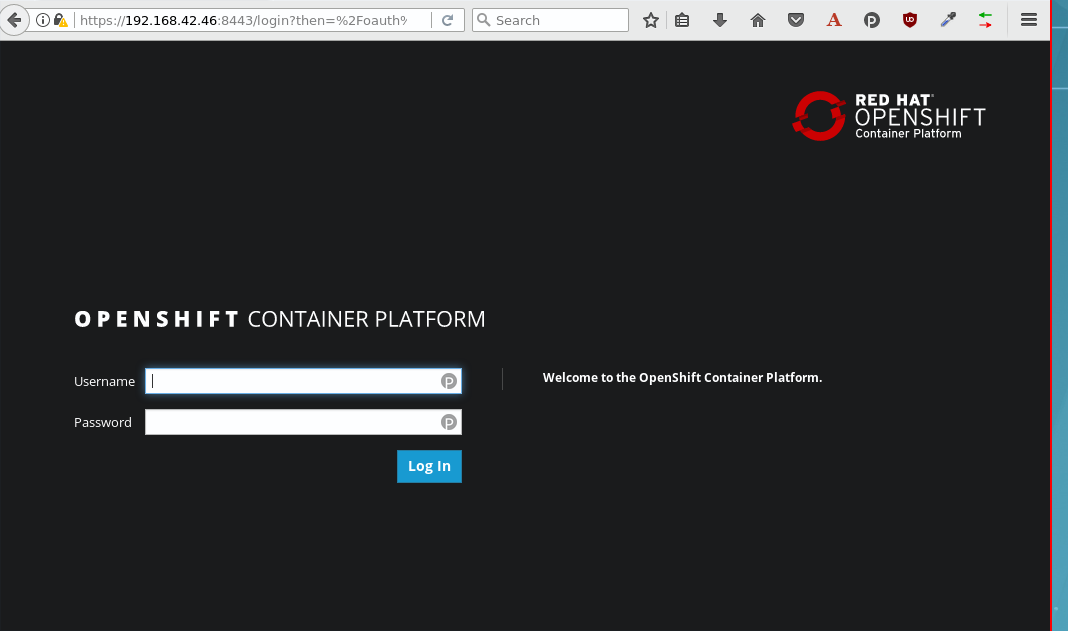 https://192.168.42.46:8443/login?then=%2Foauth%
Search
RED HAT
OPENSHIFT
Container Platform
OPENSHIFT CONTAINER PLATFORM
Username
Welcome to the OpenShift Container Platform.
Password
Log In